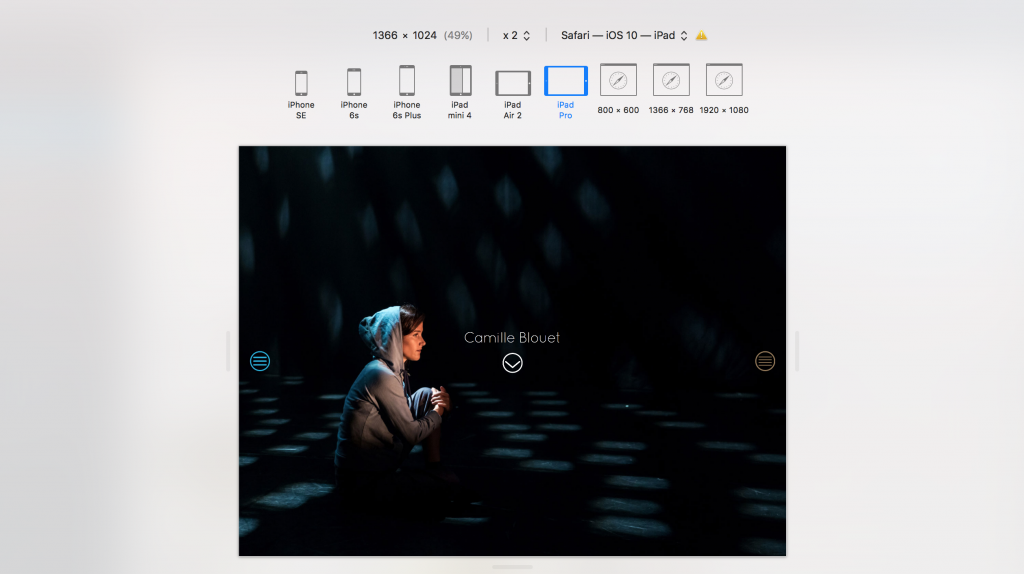 1366 × 1024 (49%) x 2 Safari — iOS 10 — iPad
iPhone SE
iPhone 6s
iPhone 6s Plus
iPad mini 4
iPad Air 2
iPad Pro
800 × 600
1366 × 768
1920 × 1080
Camille Blouet